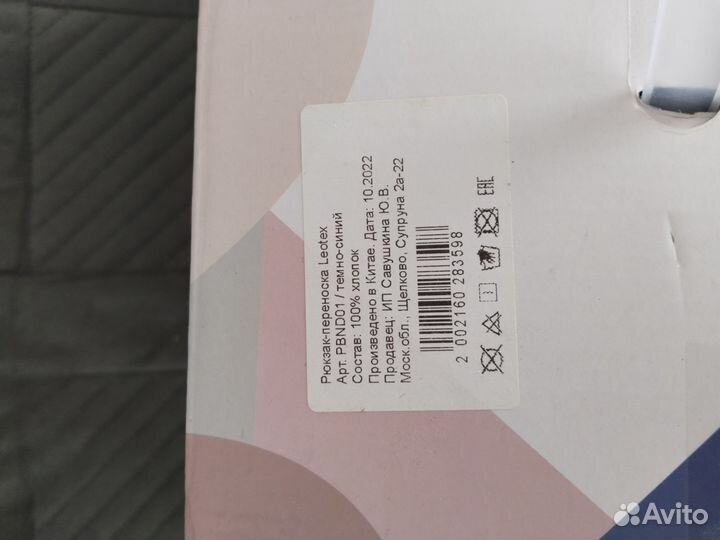 Рюкзак-переноска Leotex
Арт. PBND01 / темно-синий
Состав: 100% хлопок
Произведено в Китае. Дата: 10.2022
Продавец: ИП Савушкина Ю.В.
Моск.обл., Щелково, Супруна 2а-22
2 002160 283598
EAC
Avito